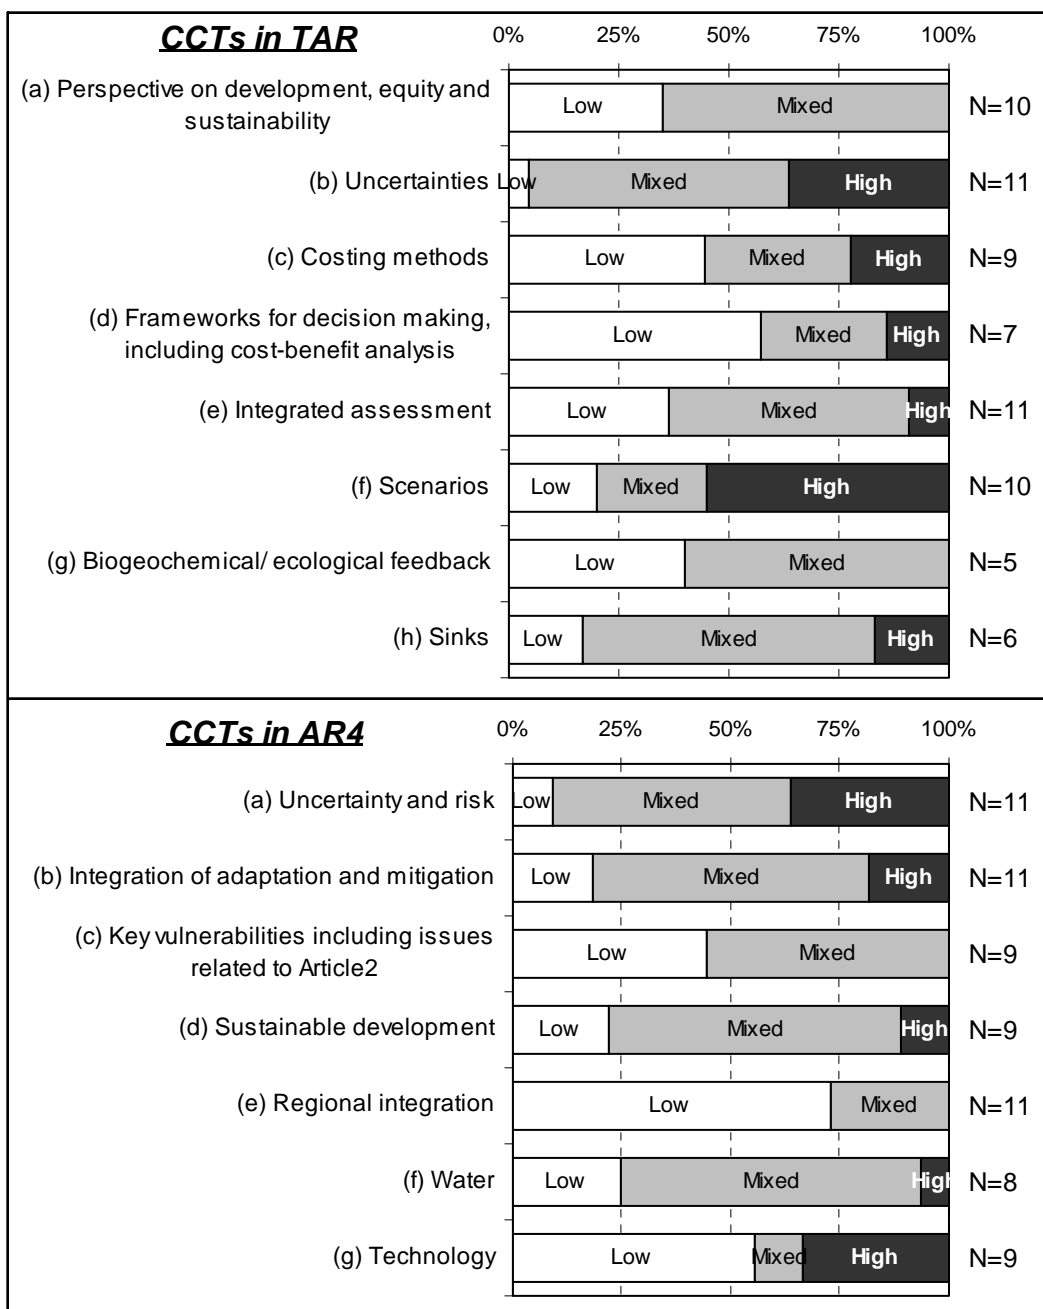 CCTs in TAR
0% 25% 50% 75% 100%
(a) Perspective on development, equity and
sustainability
Low Mixed N=10
(b) Uncertainties Low Mixed High N=11
(c) Costing methods Low Mixed High N=9
(d) Frameworks for decision making,
including cost-benefit analysis
Low Mixed High N=7
(e) Integrated assessment Low Mixed High N=11
(f) Scenarios Low Mixed High N=10
(g) Biogeochemical/ ecological feedback Low Mixed N=5
(h) Sinks Low Mixed High N=6
CCTs in AR4
0% 25% 50% 75% 100%
(a) Uncertainty and risk Low Mixed High N=11
(b) Integration of adaptation and mitigation Low Mixed High N=11
(c) Key vulnerabilities including issues
related to Article2
Low Mixed N=9
(d) Sustainable development Low Mixed High N=9
(e) Regional integration Low Mixed N=11
(f) Water Low Mixed High N=8
(g) Technology Low Mixed High N=9